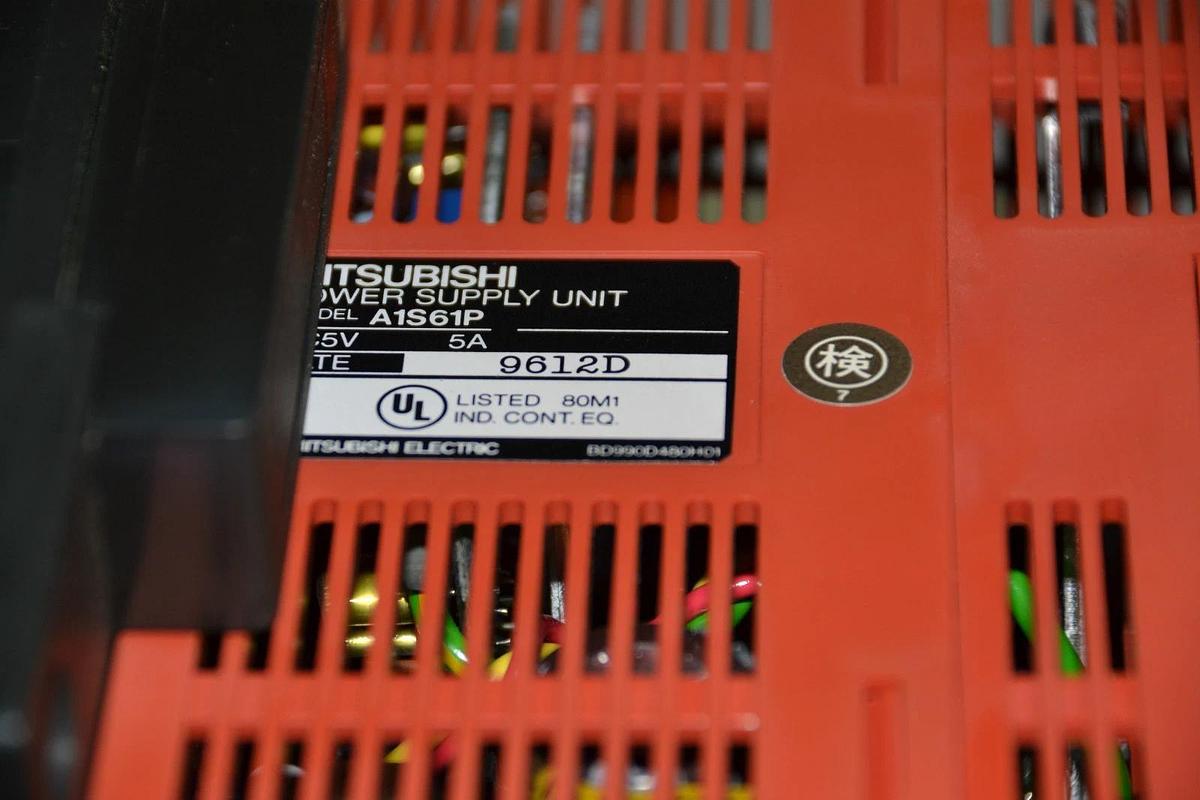 ITSUBISHI
OWER SUPPLY UNIT
DEL A1S61P
C5V 5A
TE 9612D
UL LISTED 80M1
IND. CONT. EQ.
ITSUBISHI ELECTRIC BD990D480H01
検
7